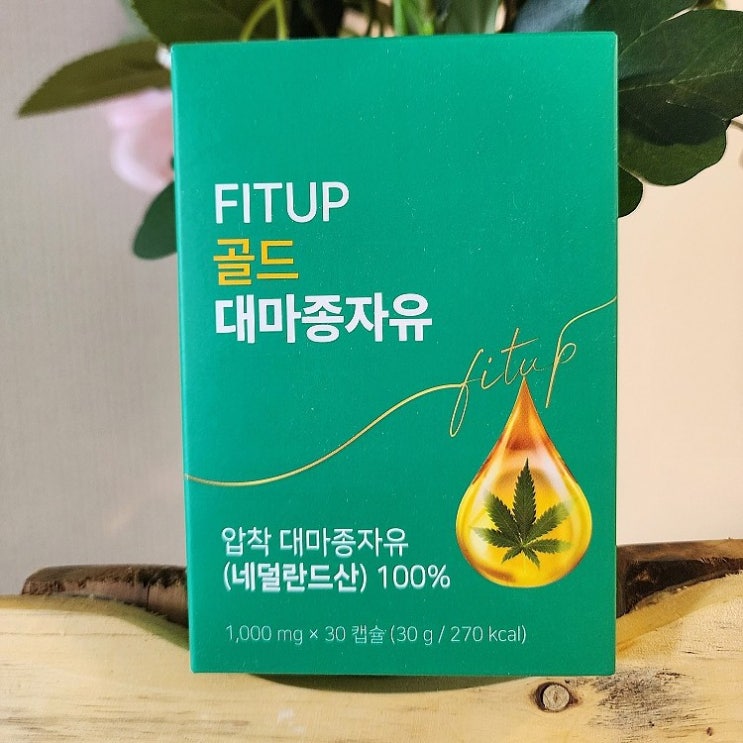 FITUP
골드
대마종자유
fitup
압착 대마종자유
(네덜란드산) 100%
1,000 mg × 30 캡슐 (30 g / 270 kcal)